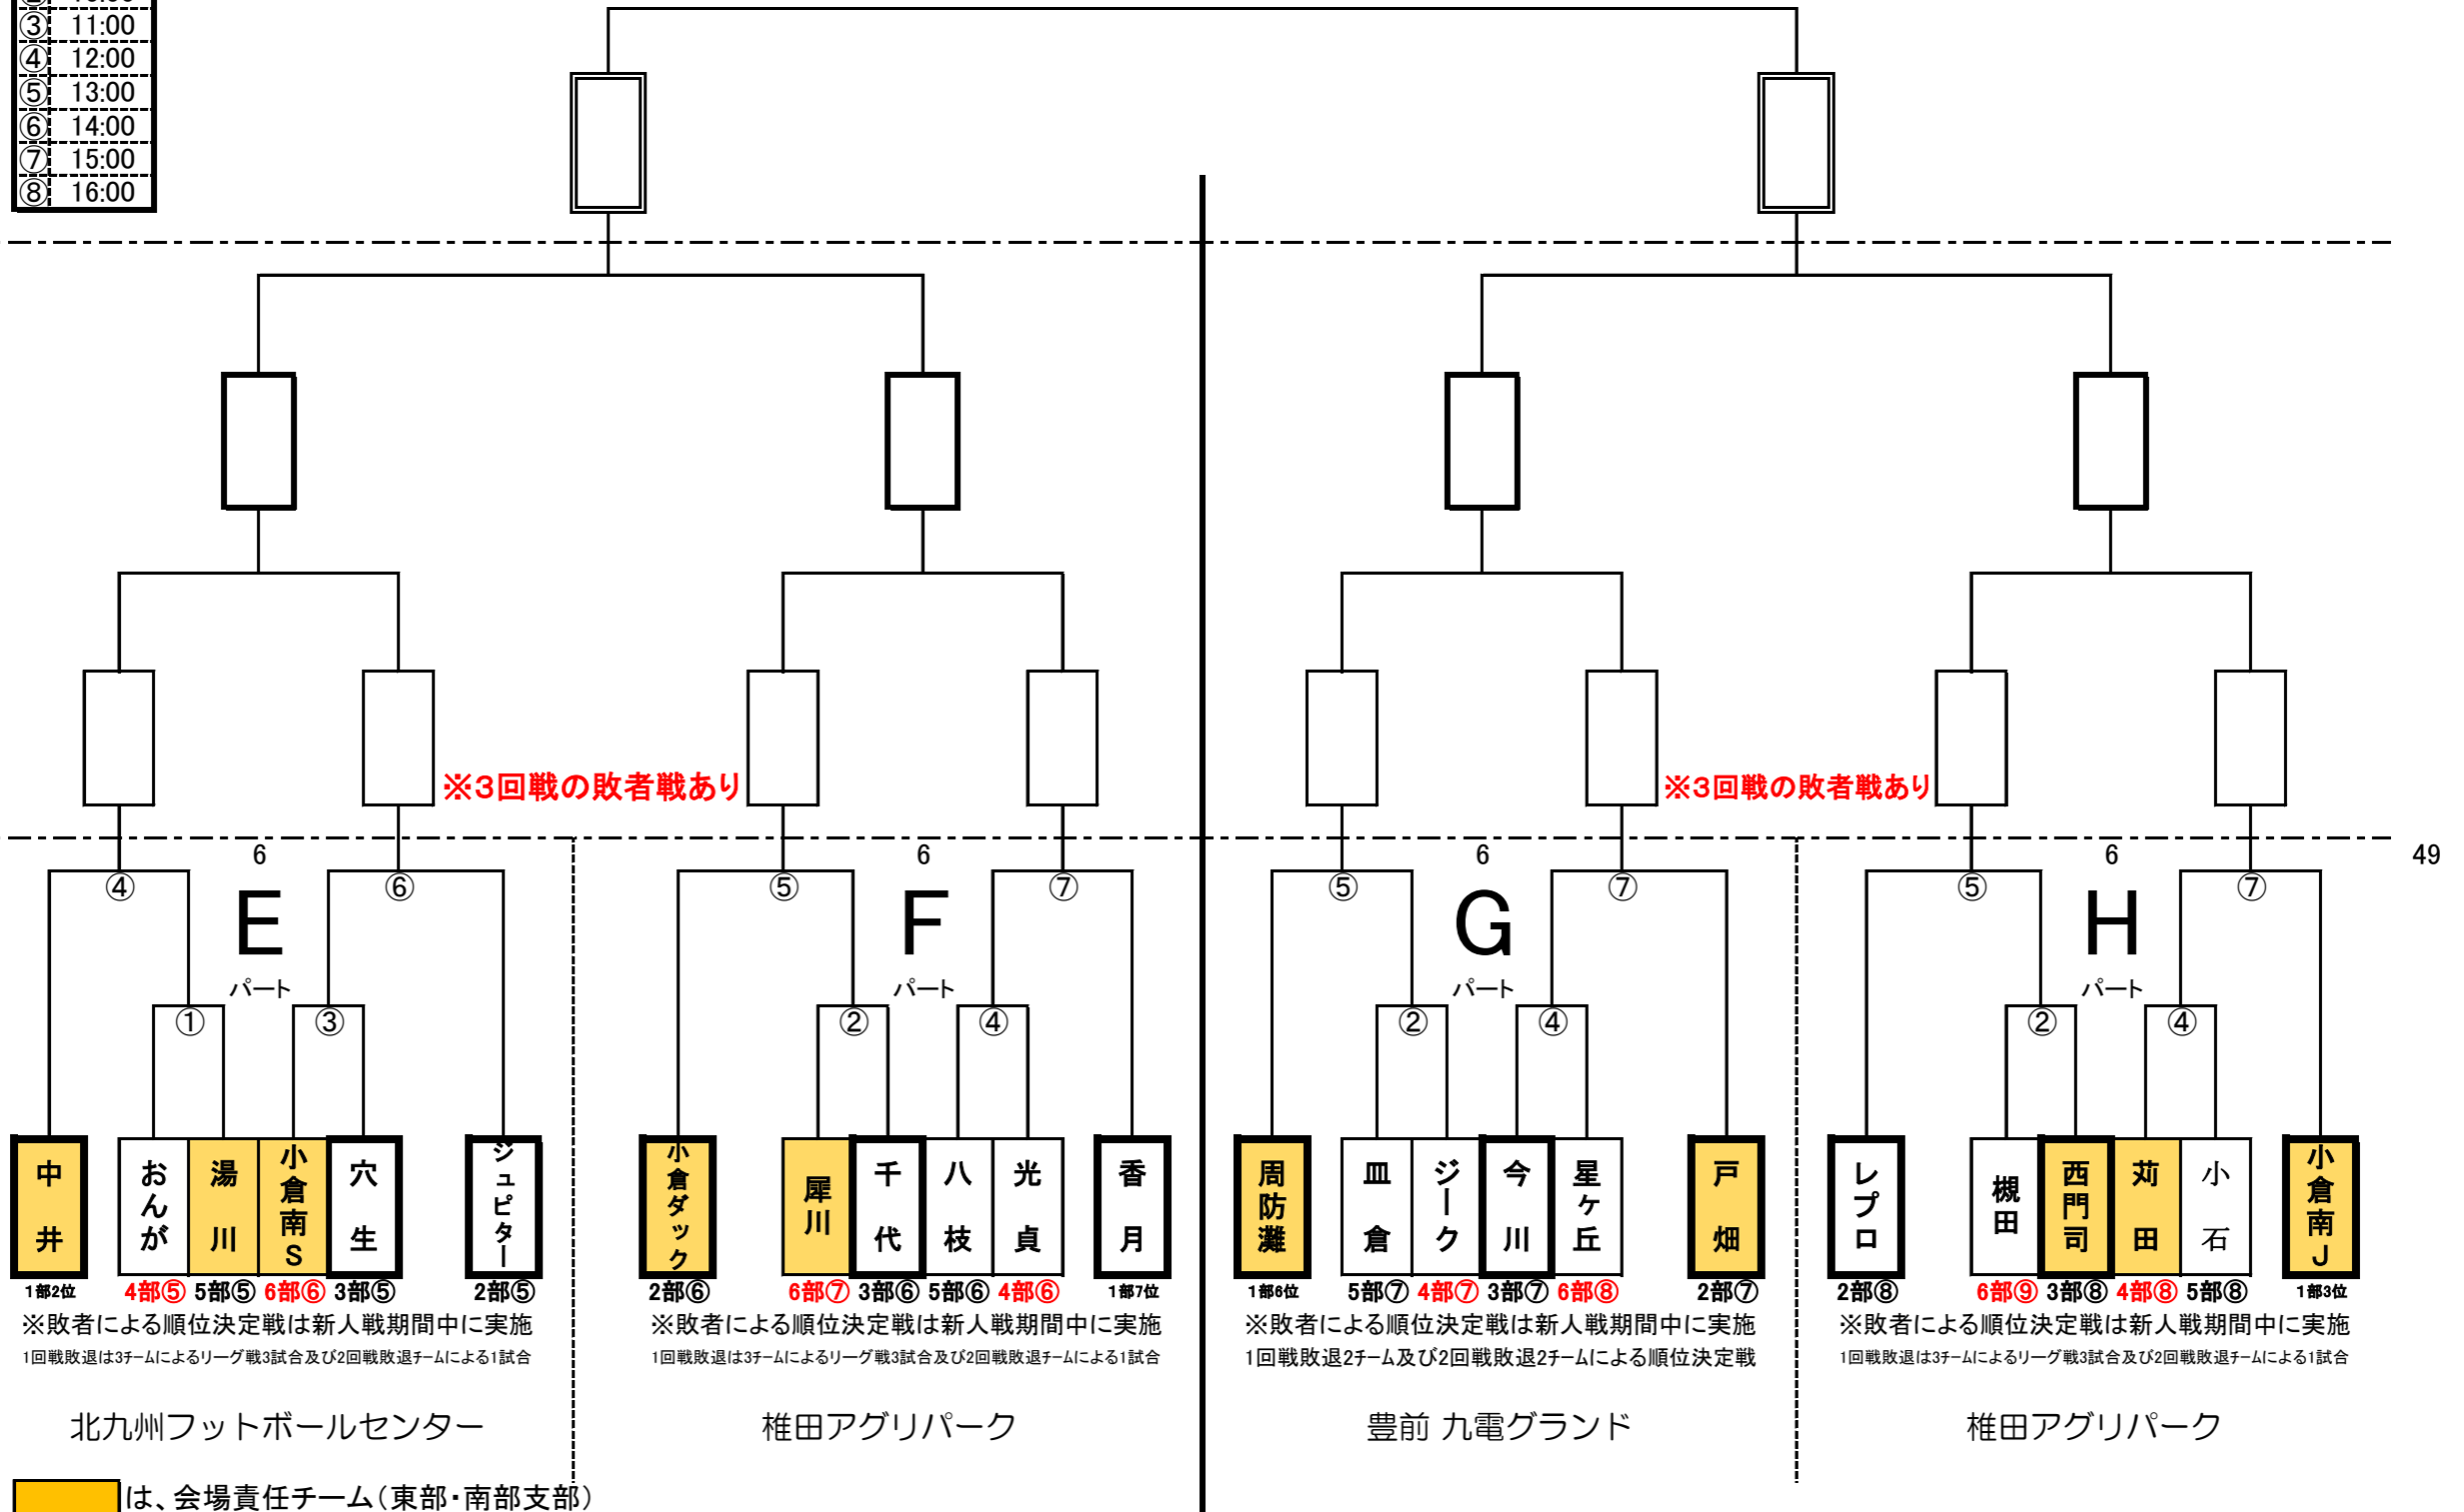 ③ 11:00
④ 12:00
⑤ 13:00
⑥ 14:00
⑦ 15:00
⑧ 16:00
※3回戦の敗者戦あり
※3回戦の敗者戦あり
6
6
6
6
49
④
⑥
⑤
⑦
⑤
⑦
⑤
⑦
E
F
G
H
パート
パート
パート
パート
①
③
②
④
②
④
②
④
中井
おんが
湯川
小倉南S
穴生
ジュピター
小倉ダック
犀川
千代
八枝
光貞
香月
周防灘
皿倉
ジーク
今川
星ヶ丘
戸畑
レプロ
槻田
西門司
苅田
小石
小倉南J
1部2位
4部⑤
5部⑤
6部⑥
3部⑤
2部⑤
2部⑥
6部⑦
3部⑥
5部⑥
4部⑥
1部7位
1部6位
5部⑦
4部⑦
3部⑦
6部⑧
2部⑦
2部⑧
6部⑨
3部⑧
4部⑧
5部⑧
1部3位
※敗者による順位決定戦は新人戦期間中に実施
1回戦敗退は3チームによるリーグ戦3試合及び2回戦敗退チームによる1試合
※敗者による順位決定戦は新人戦期間中に実施
1回戦敗退は3チームによるリーグ戦3試合及び2回戦敗退チームによる1試合
※敗者による順位決定戦は新人戦期間中に実施
1回戦敗退2チーム及び2回戦敗退2チームによる順位決定戦
※敗者による順位決定戦は新人戦期間中に実施
1回戦敗退は3チームによるリーグ戦3試合及び2回戦敗退チームによる1試合
北九州フットボールセンター
椎田アグリパーク
豊前 九電グランド
椎田アグリパーク
は、会場責任チーム(東部・南部支部)